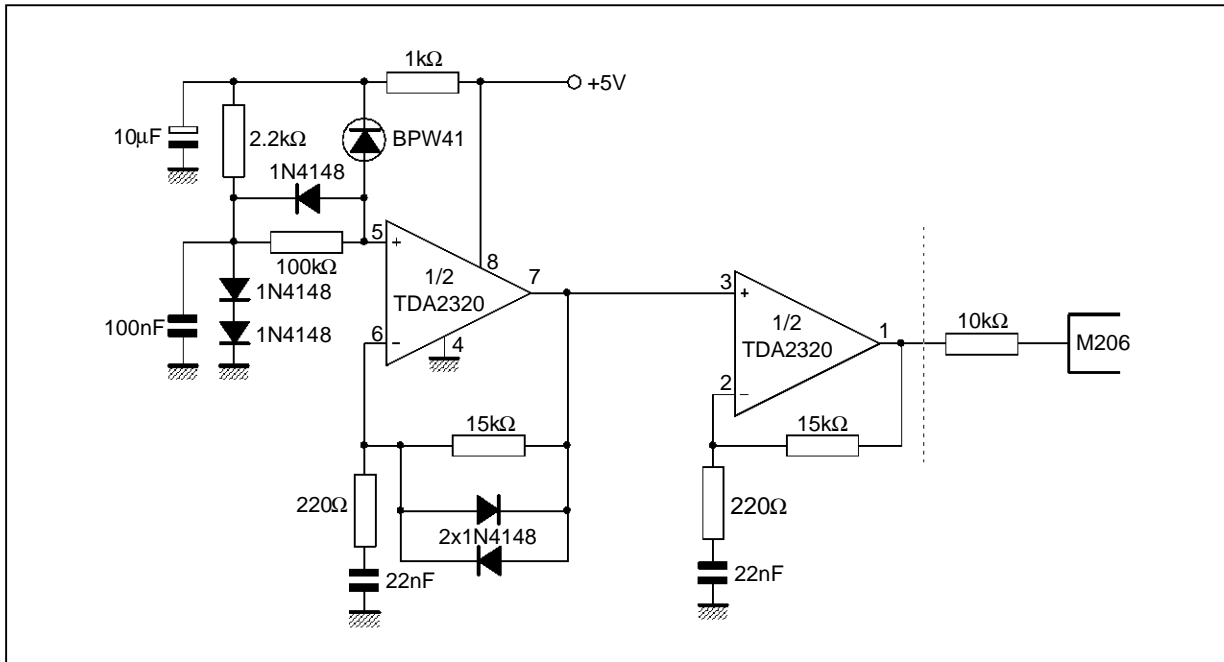 1kΩ
+5V
10μF
2.2kΩ
BPW41
1N4148
5
+
8
7
100kΩ
1/2
TDA2320
3
+
1N4148
100nF
1N4148
6
−
4
1/2
TDA2320
1
10kΩ
M206
2
−
15kΩ
15kΩ
220Ω
2x1N4148
220Ω
22nF
22nF